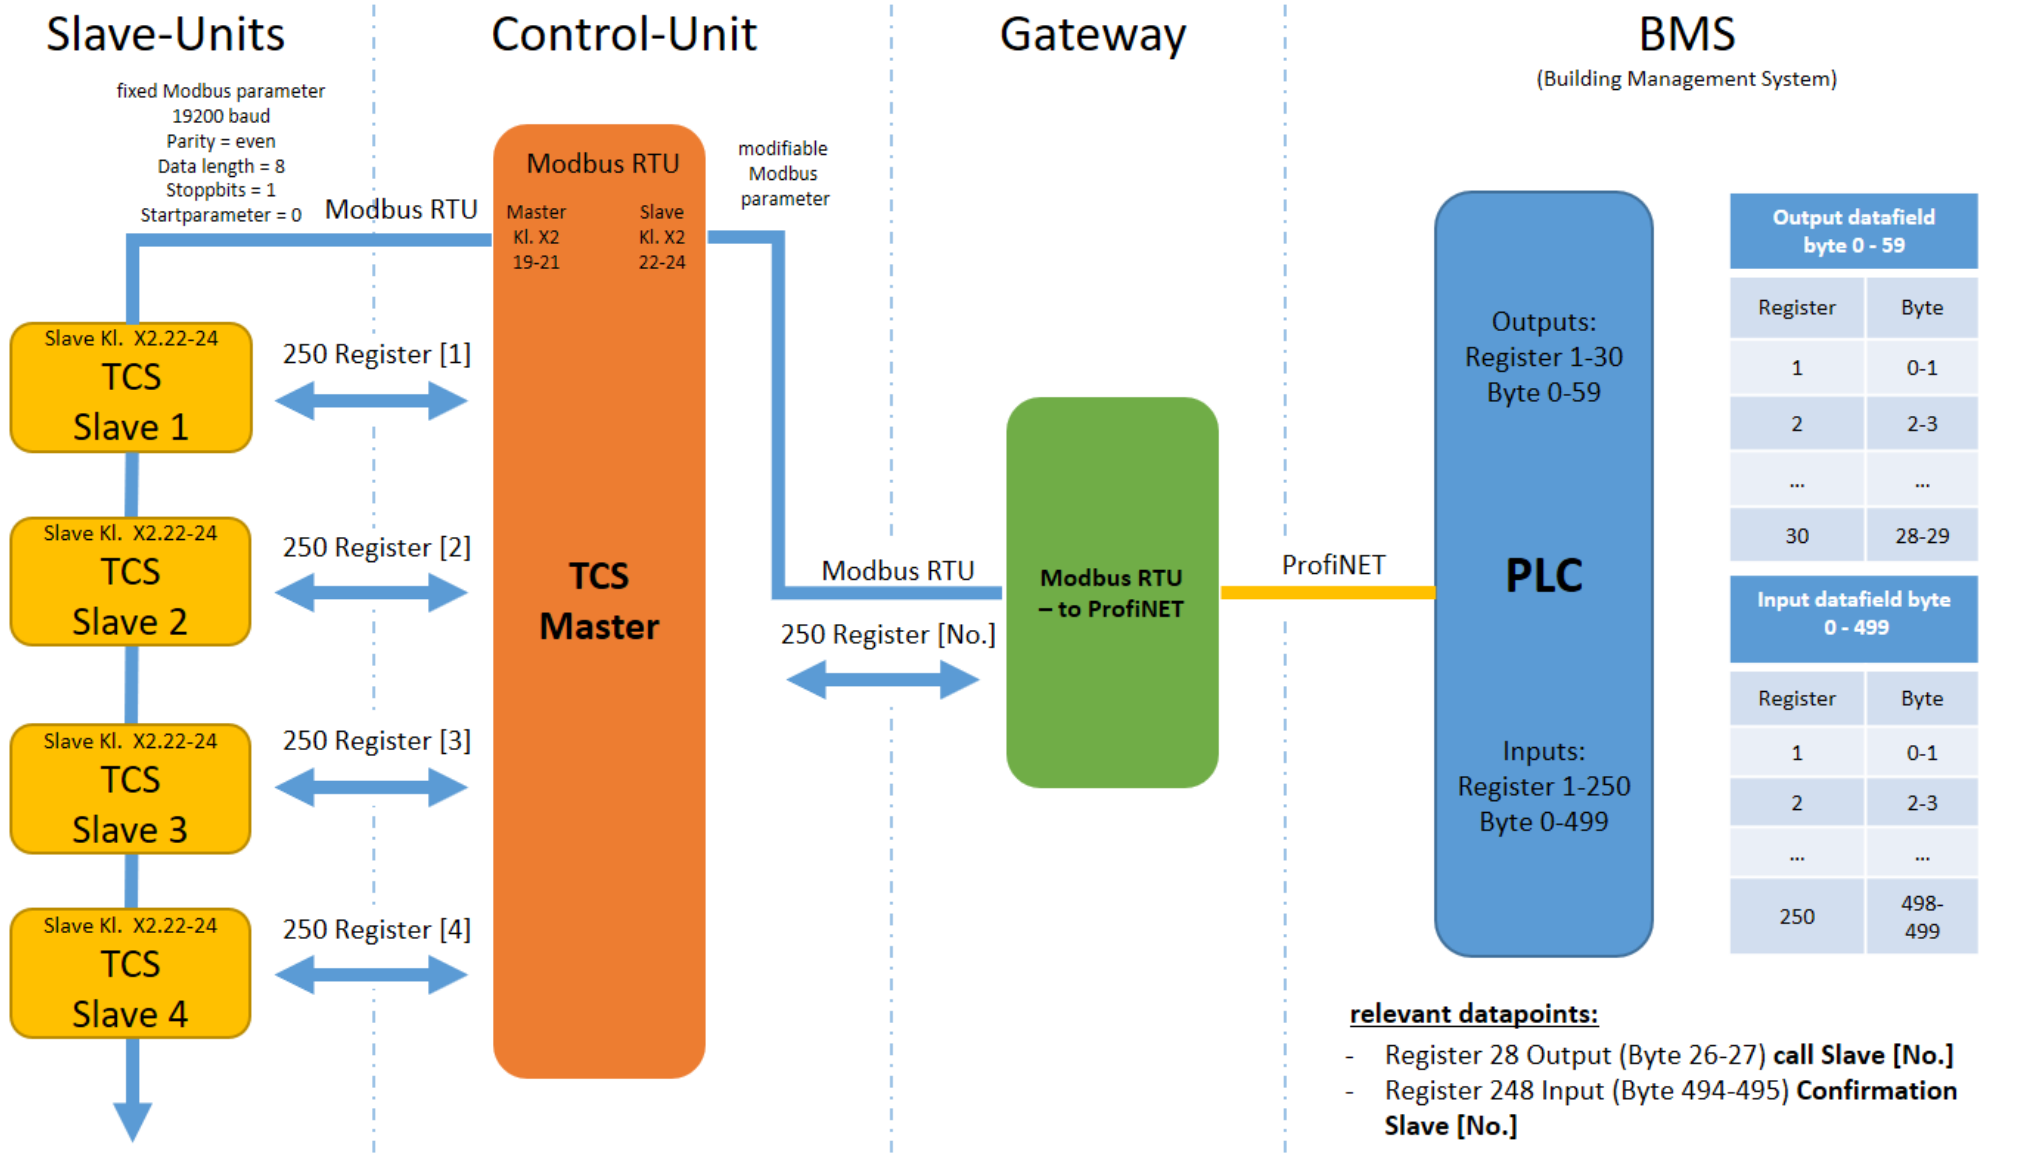 Slave-Units
Control-Unit
Gateway
BMS
(Building Management System)
fixed Modbus parameter
19200 baud
Parity = even
Data length = 8
Stoppbits = 1
Startparameter = 0
Modbus RTU
Modbus RTU
Master
Kl. X2
19-21
Slave
Kl. X2
22-24
TCS
Master
modifiable
Modbus
parameter
Slave Kl. X2.22-24
TCS
Slave 1
250 Register [1]
Slave Kl. X2.22-24
TCS
Slave 2
250 Register [2]
Slave Kl. X2.22-24
TCS
Slave 3
250 Register [3]
Slave Kl. X2.22-24
TCS
Slave 4
250 Register [4]
Modbus RTU
250 Register [No.]
Modbus RTU
– to ProfiNET
ProfiNET
Outputs:
Register 1-30
Byte 0-59
PLC
Inputs:
Register 1-250
Byte 0-499
Output datafield
byte 0 - 59
Register Byte
1 0-1
2 2-3
... ...
30 28-29
Input datafield byte
0 - 499
Register Byte
1 0-1
2 2-3
... ...
250 498-
499
relevant datapoints:
- Register 28 Output (Byte 26-27) call Slave [No.]
- Register 248 Input (Byte 494-495) Confirmation
Slave [No.]